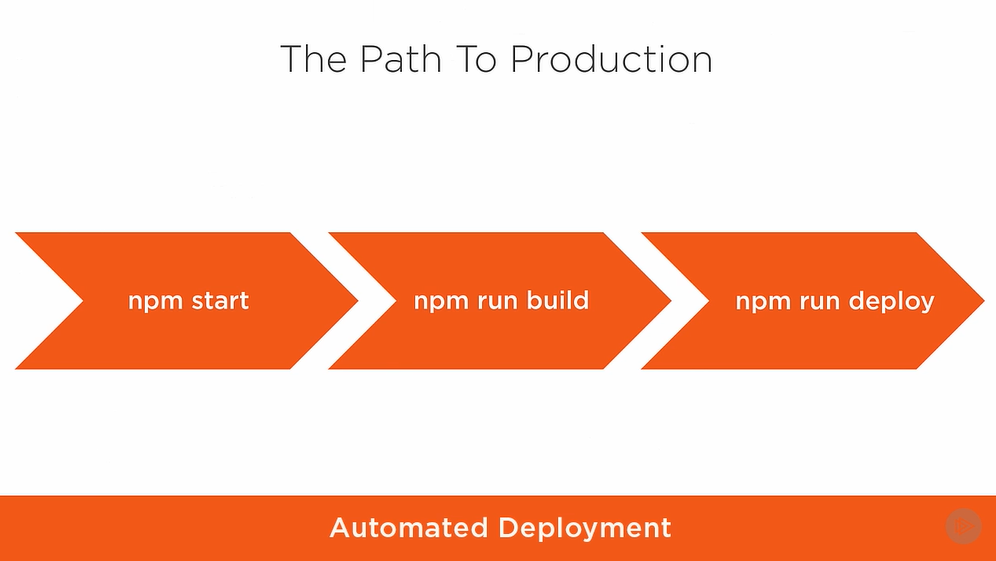 The Path To Production
npm start
npm run build
npm run deploy
Automated Deployment